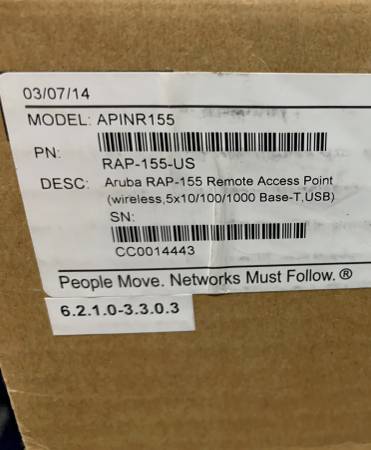 03/07/14
MODEL: APINR155
PN:
RAP-155-US
DESC: Aruba RAP-155 Remote Access Point
(wireless,5x10/100/1000 Base-T,USB)
SN:
CC0014443
People Move. Networks Must Follow.®
6.2.1.0-3.3.0.3